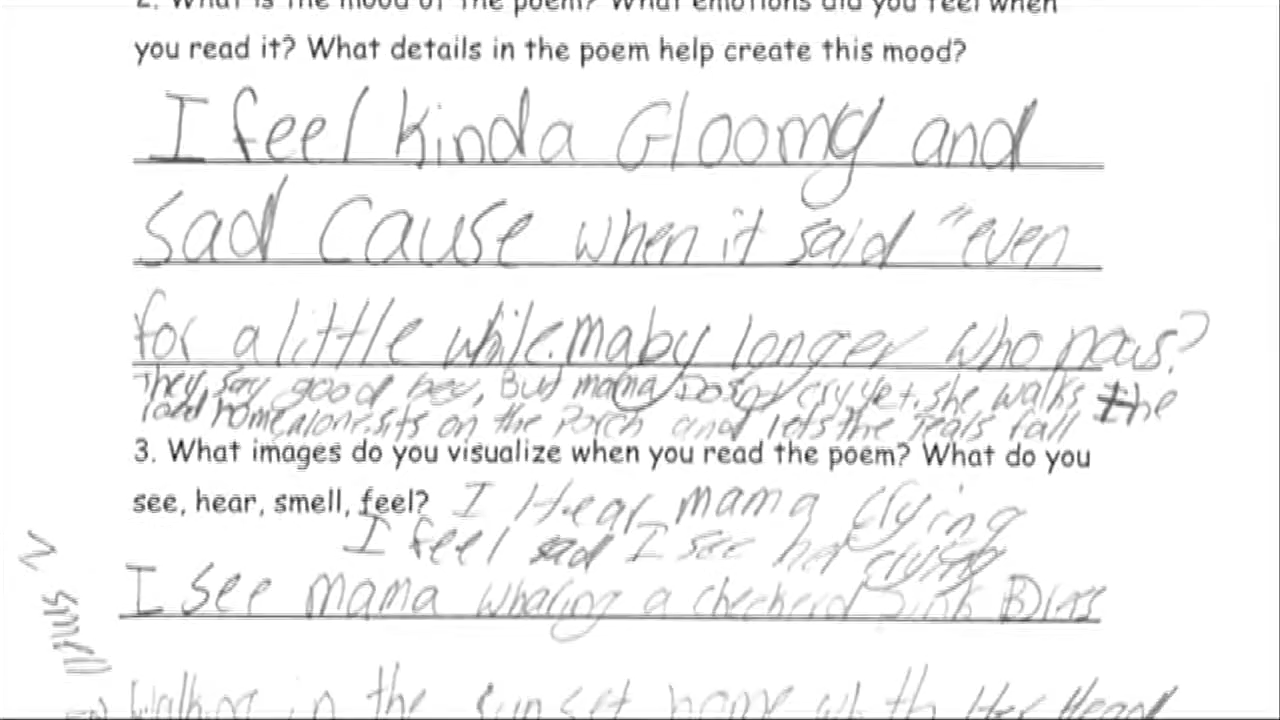 2. What is the mood of the poem? What emotions did you feel when
you read it? What details in the poem help create this mood?
I feel kinda Gloomy and
sad Cause when it said "even
for a little while. maby longer who nows?
They say good bey, But mama Dosnt cry yet. she walks the
home alone. sits on the Porch and lets the Tears fall
3. What images do you visualize when you read the poem? What do you
see, hear, smell, feel? I Hear mama crying
I feel sad I see her crying
I see mama wharing a checkerd
smell
Walking in the sunset home with Her Head